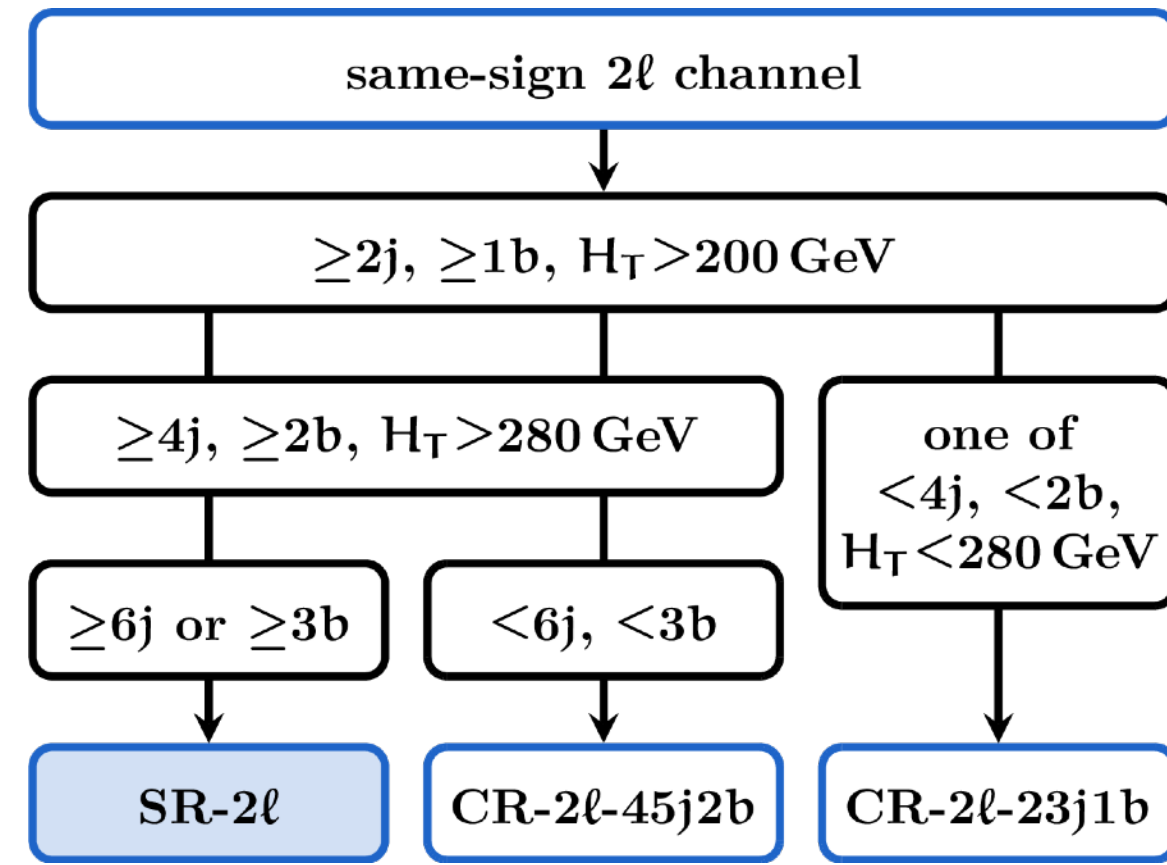 same-sign 2ℓ channel
≥2j, ≥1b, H_T>200 GeV
≥4j, ≥2b, H_T>280 GeV
one of
<4j, <2b,
H_T<280 GeV
≥6j or ≥3b
<6j, <3b
SR-2ℓ
CR-2ℓ-45j2b
CR-2ℓ-23j1b